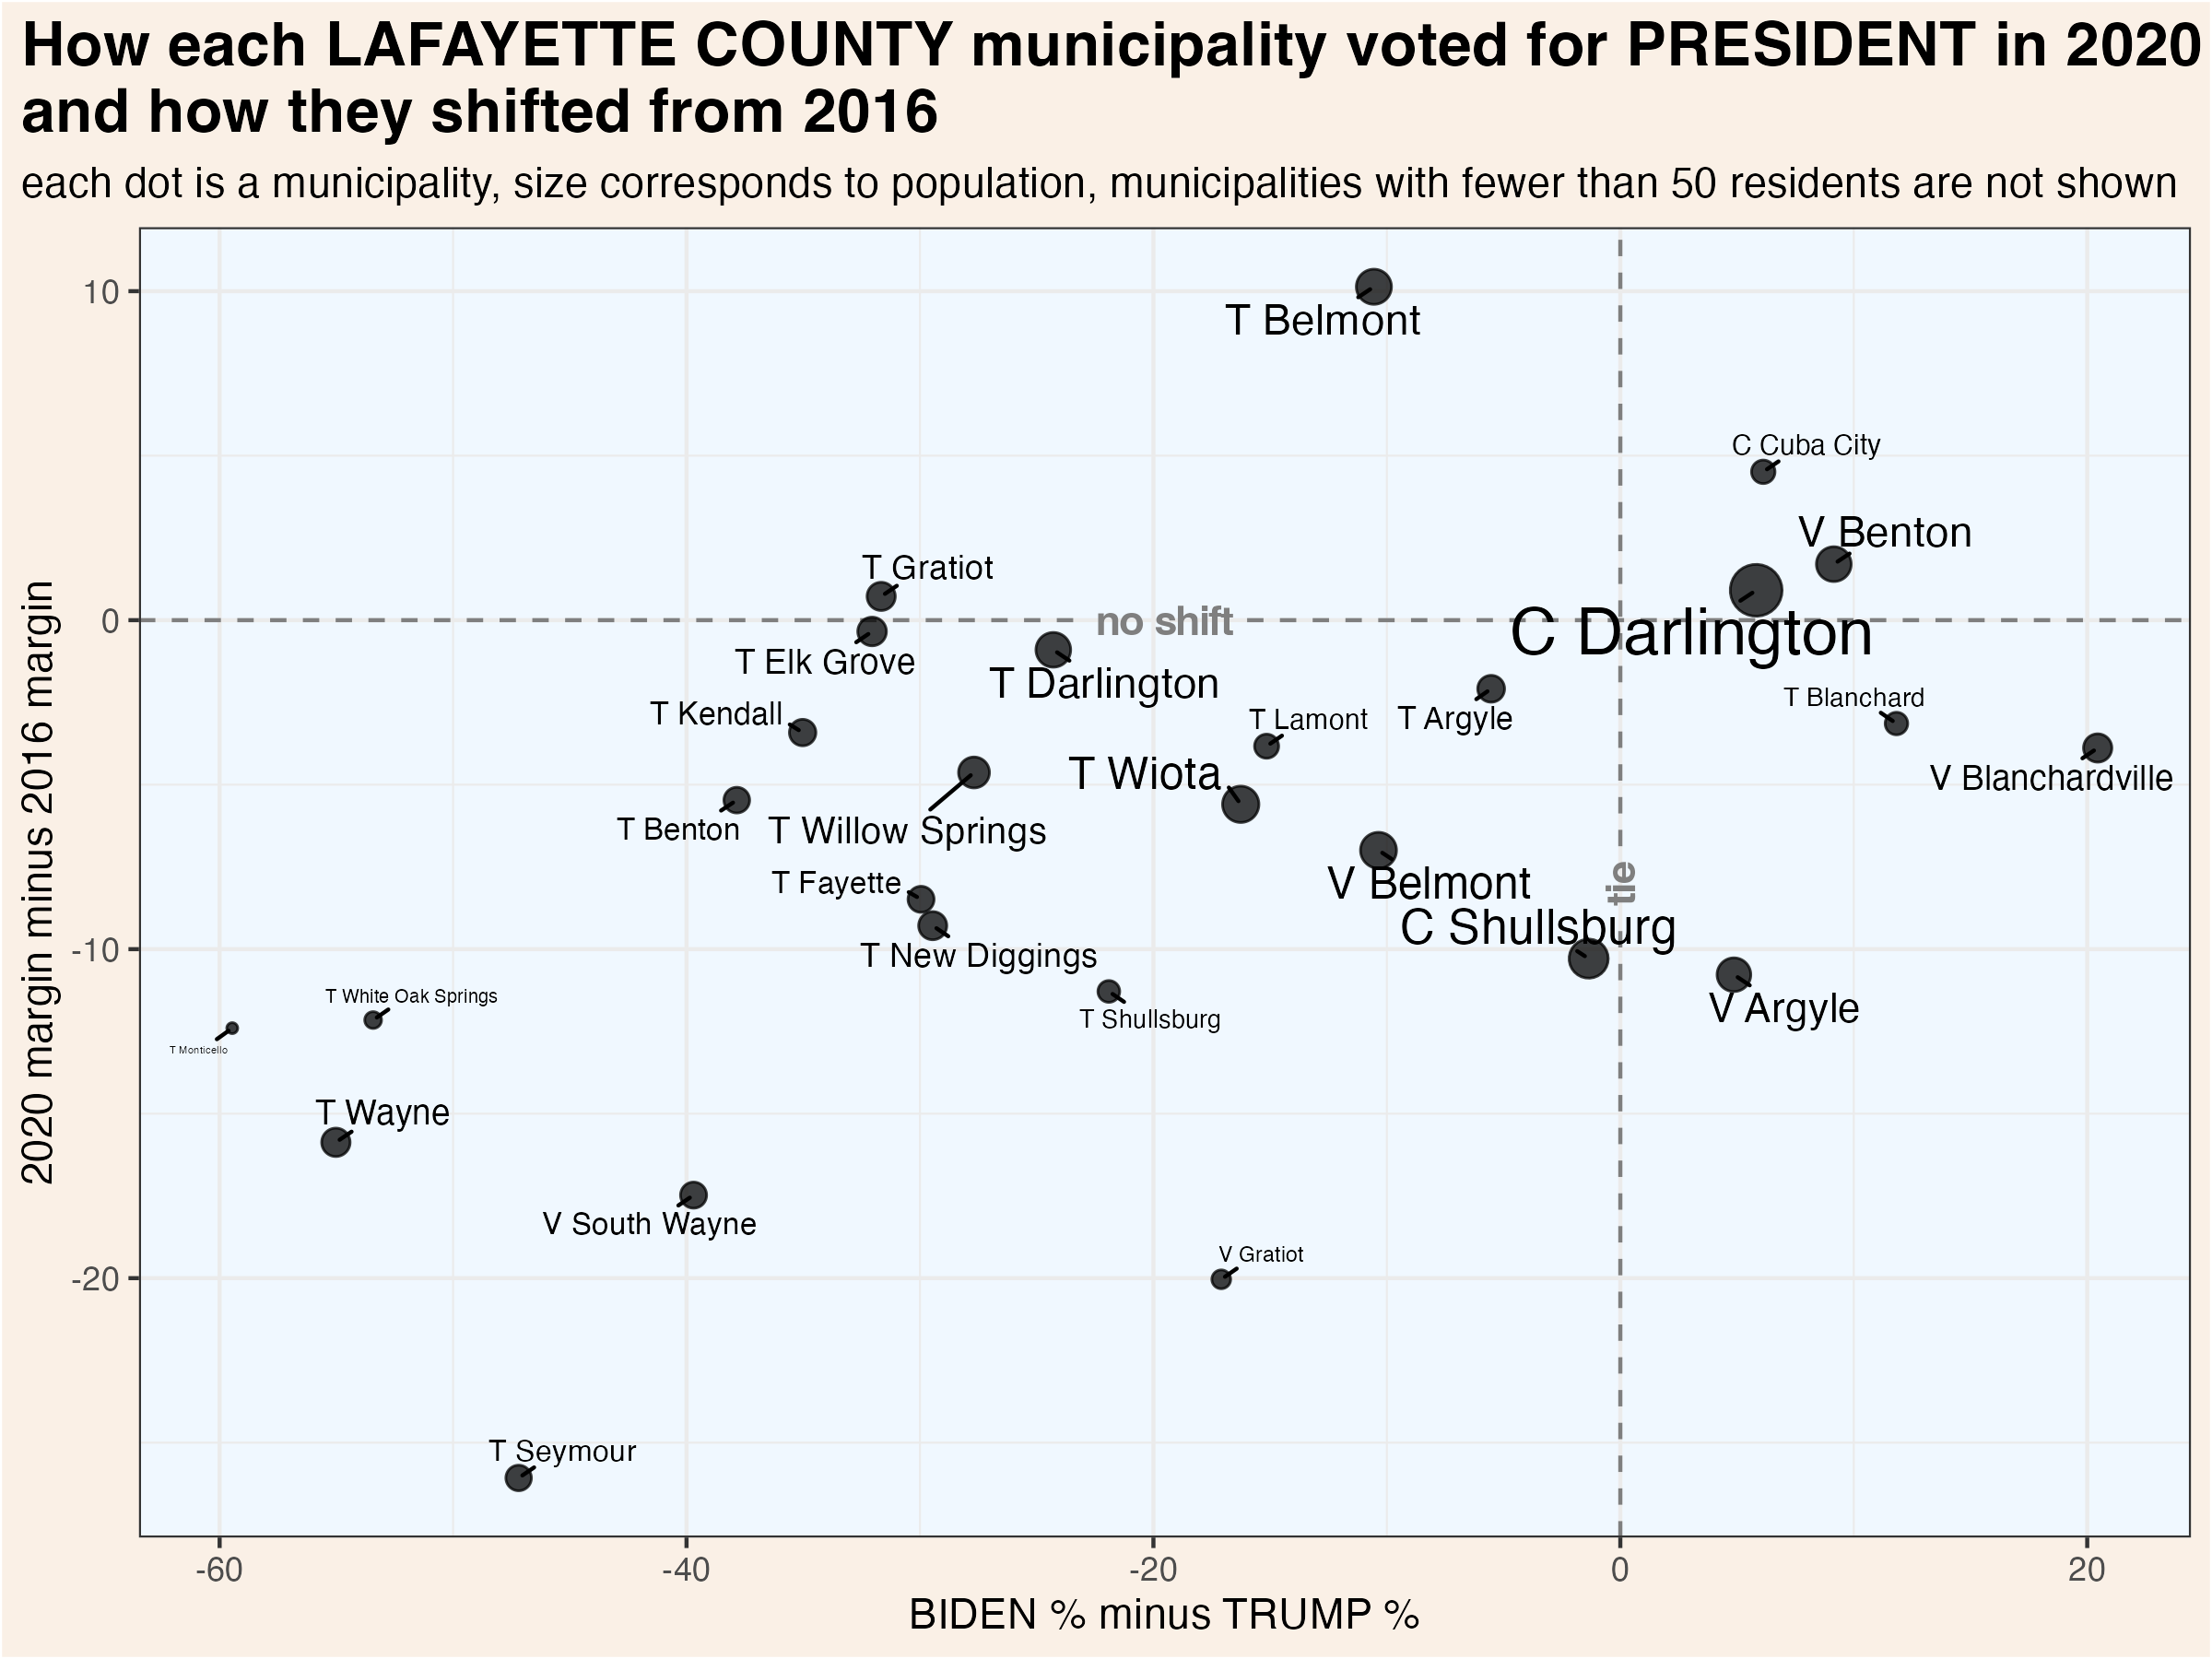 How each LAFAYETTE COUNTY municipality voted for PRESIDENT in 2020
and how they shifted from 2016
each dot is a municipality, size corresponds to population, municipalities with fewer than 50 residents are not shown
2020 margin minus 2016 margin
10
0
-10
-20
T Belmont
C Cuba City
V Benton
T Gratiot
no shift
C Darlington
T Elk Grove
T Darlington
T Kendall
T Lamont
T Argyle
T Blanchard
T Wiota
V Blanchardville
T Benton
T Willow Springs
T Fayette
V Belmont
tie
C Shullsburg
T New Diggings
T White Oak Springs
T Shullsburg
V Argyle
T Monticello
T Wayne
V South Wayne
V Gratiot
T Seymour
-60
-40
-20
0
20
BIDEN % minus TRUMP %